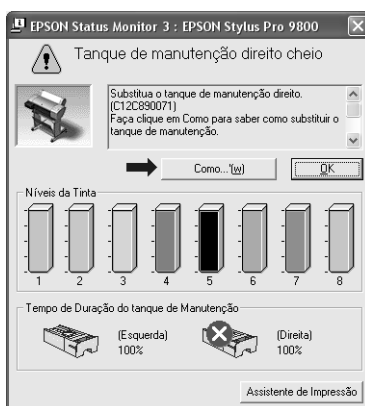 EPSON Status Monitor 3 : EPSON Stylus Pro 9800
Tanque de manutenção direito cheio
Substitua o tanque de manutenção direito.
(C12C890071)
Faça clique em Como para saber como substituir o
tanque de manutenção.
Como...'(w)
OK
Níveis da Tinta
1 2 3 4 5 6 7 8
Tempo de Duração do tanque de Manutenção
(Esquerda) (Direita)
100% 100%
Assistente de Impressão